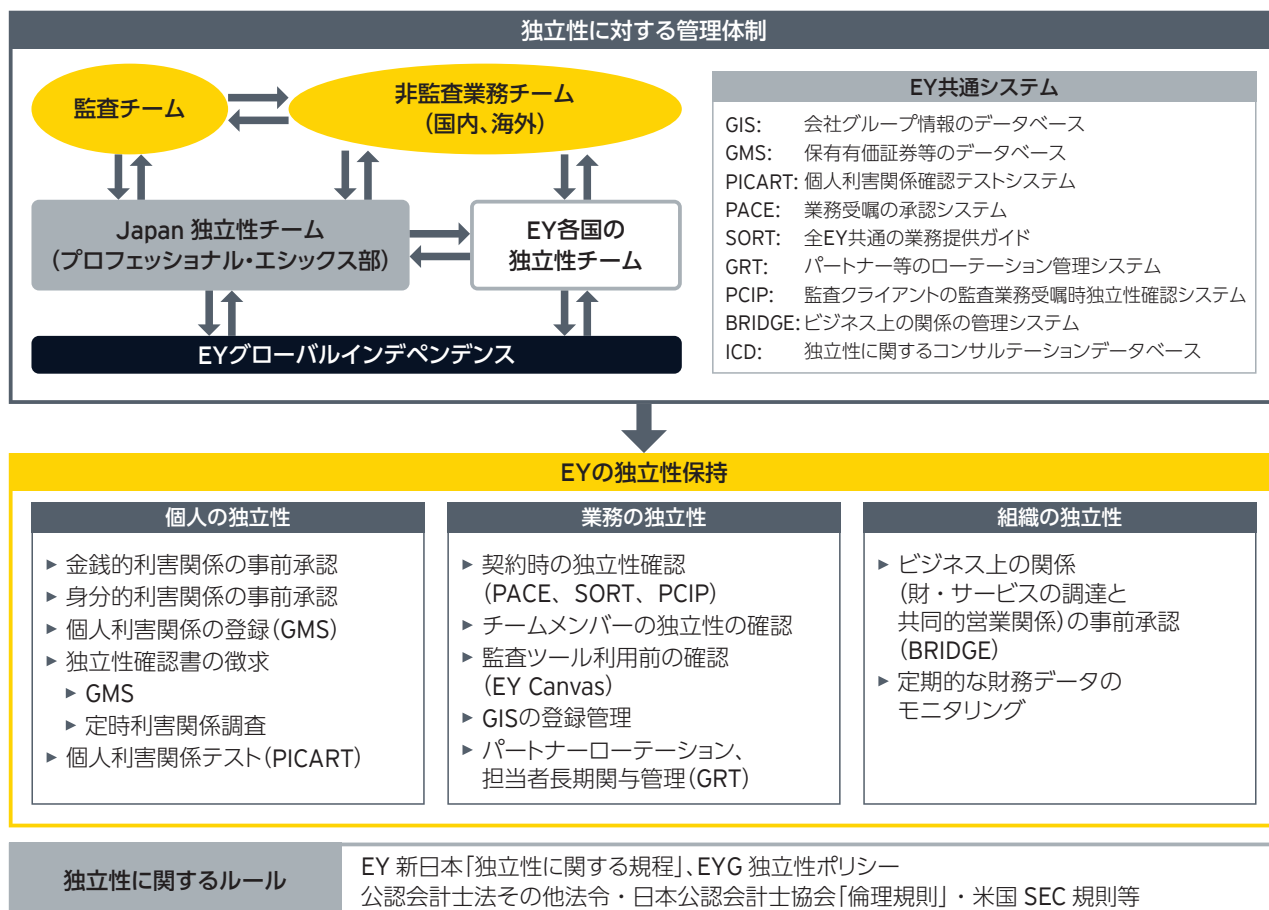 独立性に対する管理体制
監査チーム
非監査業務チーム
(国内、海外)
Japan 独立性チーム
(プロフェッショナル・エシックス部)
EY各国の
独立性チーム
EYグローバルインデペンデンス
EY共通システム
GIS: 会社グループ情報のデータベース
GMS: 保有有価証券等のデータベース
PICART: 個人利害関係確認テストシステム
PACE: 業務受嘱の承認システム
SORT: 全EY共通の業務提供ガイド
GRT: パートナー等のローテーション管理システム
PCIP: 監査クライアントの監査業務受嘱時独立性確認システム
BRIDGE: ビジネス上の関係の管理システム
ICD: 独立性に関するコンサルテーションデータベース
EYの独立性保持
個人の独立性
▶ 金銭的利害関係の事前承認
▶ 身分的利害関係の事前承認
▶ 個人利害関係の登録(GMS)
▶ 独立性確認書の徴求
▶ GMS
▶ 定時利害関係調査
▶ 個人利害関係テスト(PICART)
業務の独立性
▶ 契約時の独立性確認
(PACE、SORT、PCIP)
▶ チームメンバーの独立性の確認
▶ 監査ツール利用前の確認
(EY Canvas)
▶ GISの登録管理
▶ パートナーローテーション、
担当者長期関与管理(GRT)
組織の独立性
▶ ビジネス上の関係
(財・サービスの調達と
共同的営業関係)の事前承認
(BRIDGE)
▶ 定期的な財務データの
モニタリング
独立性に関するルール
EY 新日本「独立性に関する規程」、EYG 独立性ポリシー
公認会計士法その他法令・日本公認会計士協会「倫理規則」・米国 SEC 規則等